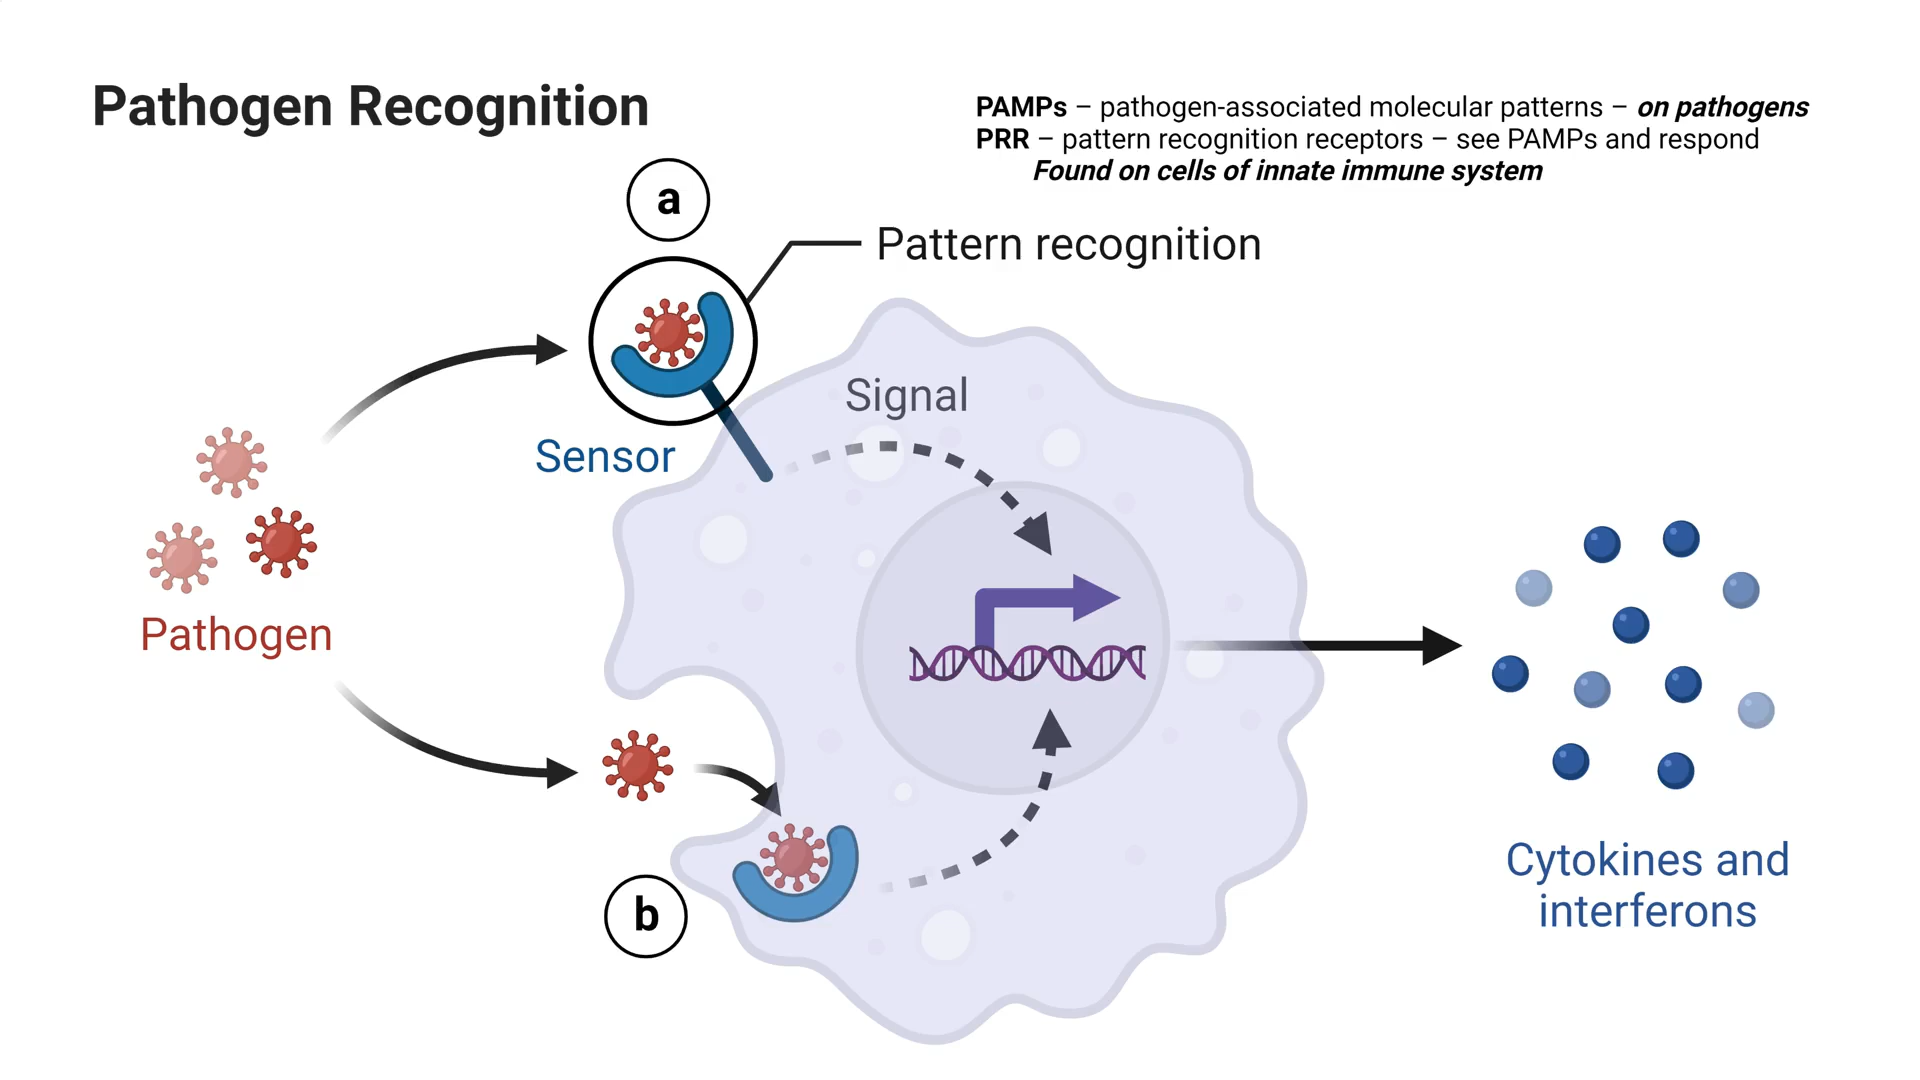 Pathogen Recognition
PAMPs – pathogen-associated molecular patterns – on pathogens
PRR – pattern recognition receptors – see PAMPs and respond
Found on cells of innate immune system
a
Pattern recognition
Signal
Sensor
Pathogen
b
Cytokines and
interferons